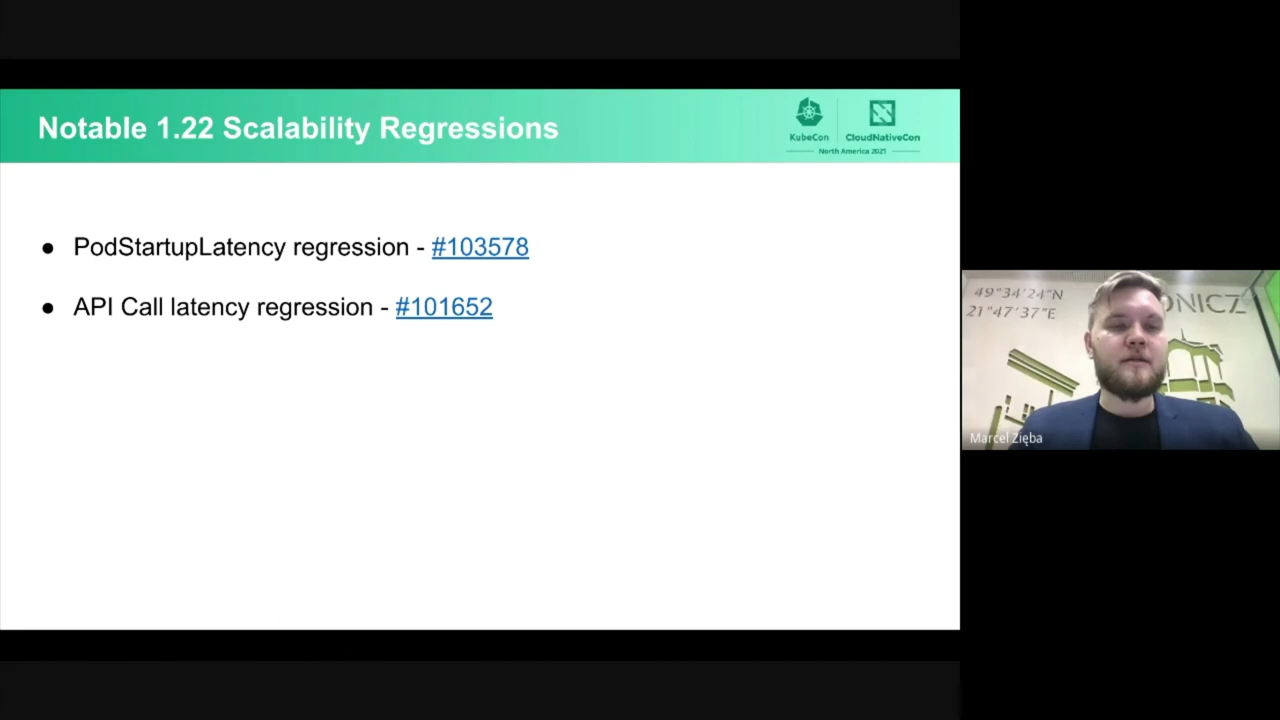 Notable 1.22 Scalability Regressions
KubeCon
CloudNativeCon
North America 2021
● PodStartupLatency regression - #103578
● API Call latency regression - #101652
49°34'24"N
21°47'37"E
ONICZ
Marcel Zięba